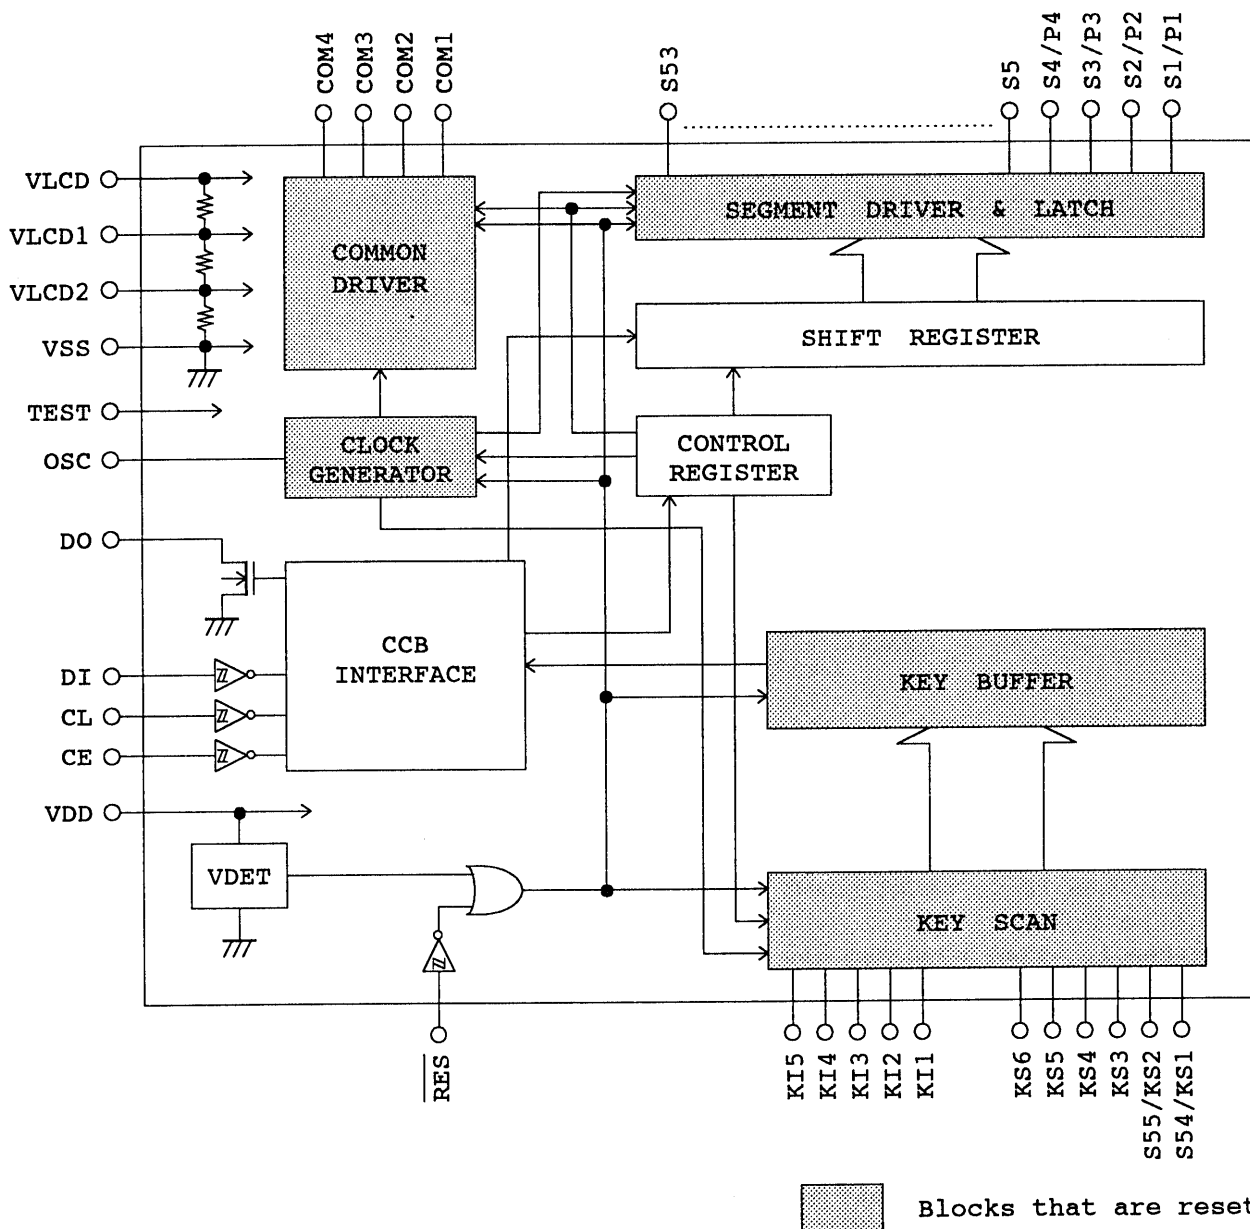 COM4
COM3
COM2
COM1
S53
S5
S4/P4
S3/P3
S2/P2
S1/P1
VLCD
VLCD1
VLCD2
VSS
TEST
OSC
DO
DI
CL
CE
VDD
COMMON
DRIVER
SEGMENT DRIVER & LATCH
SHIFT REGISTER
CLOCK
GENERATOR
CONTROL
REGISTER
CCB
INTERFACE
KEY BUFFER
VDET
KEY SCAN
RES
KI5
KI4
KI3
KI2
KI1
KS6
KS5
KS4
KS3
S55/KS2
S54/KS1
Blocks that are reset